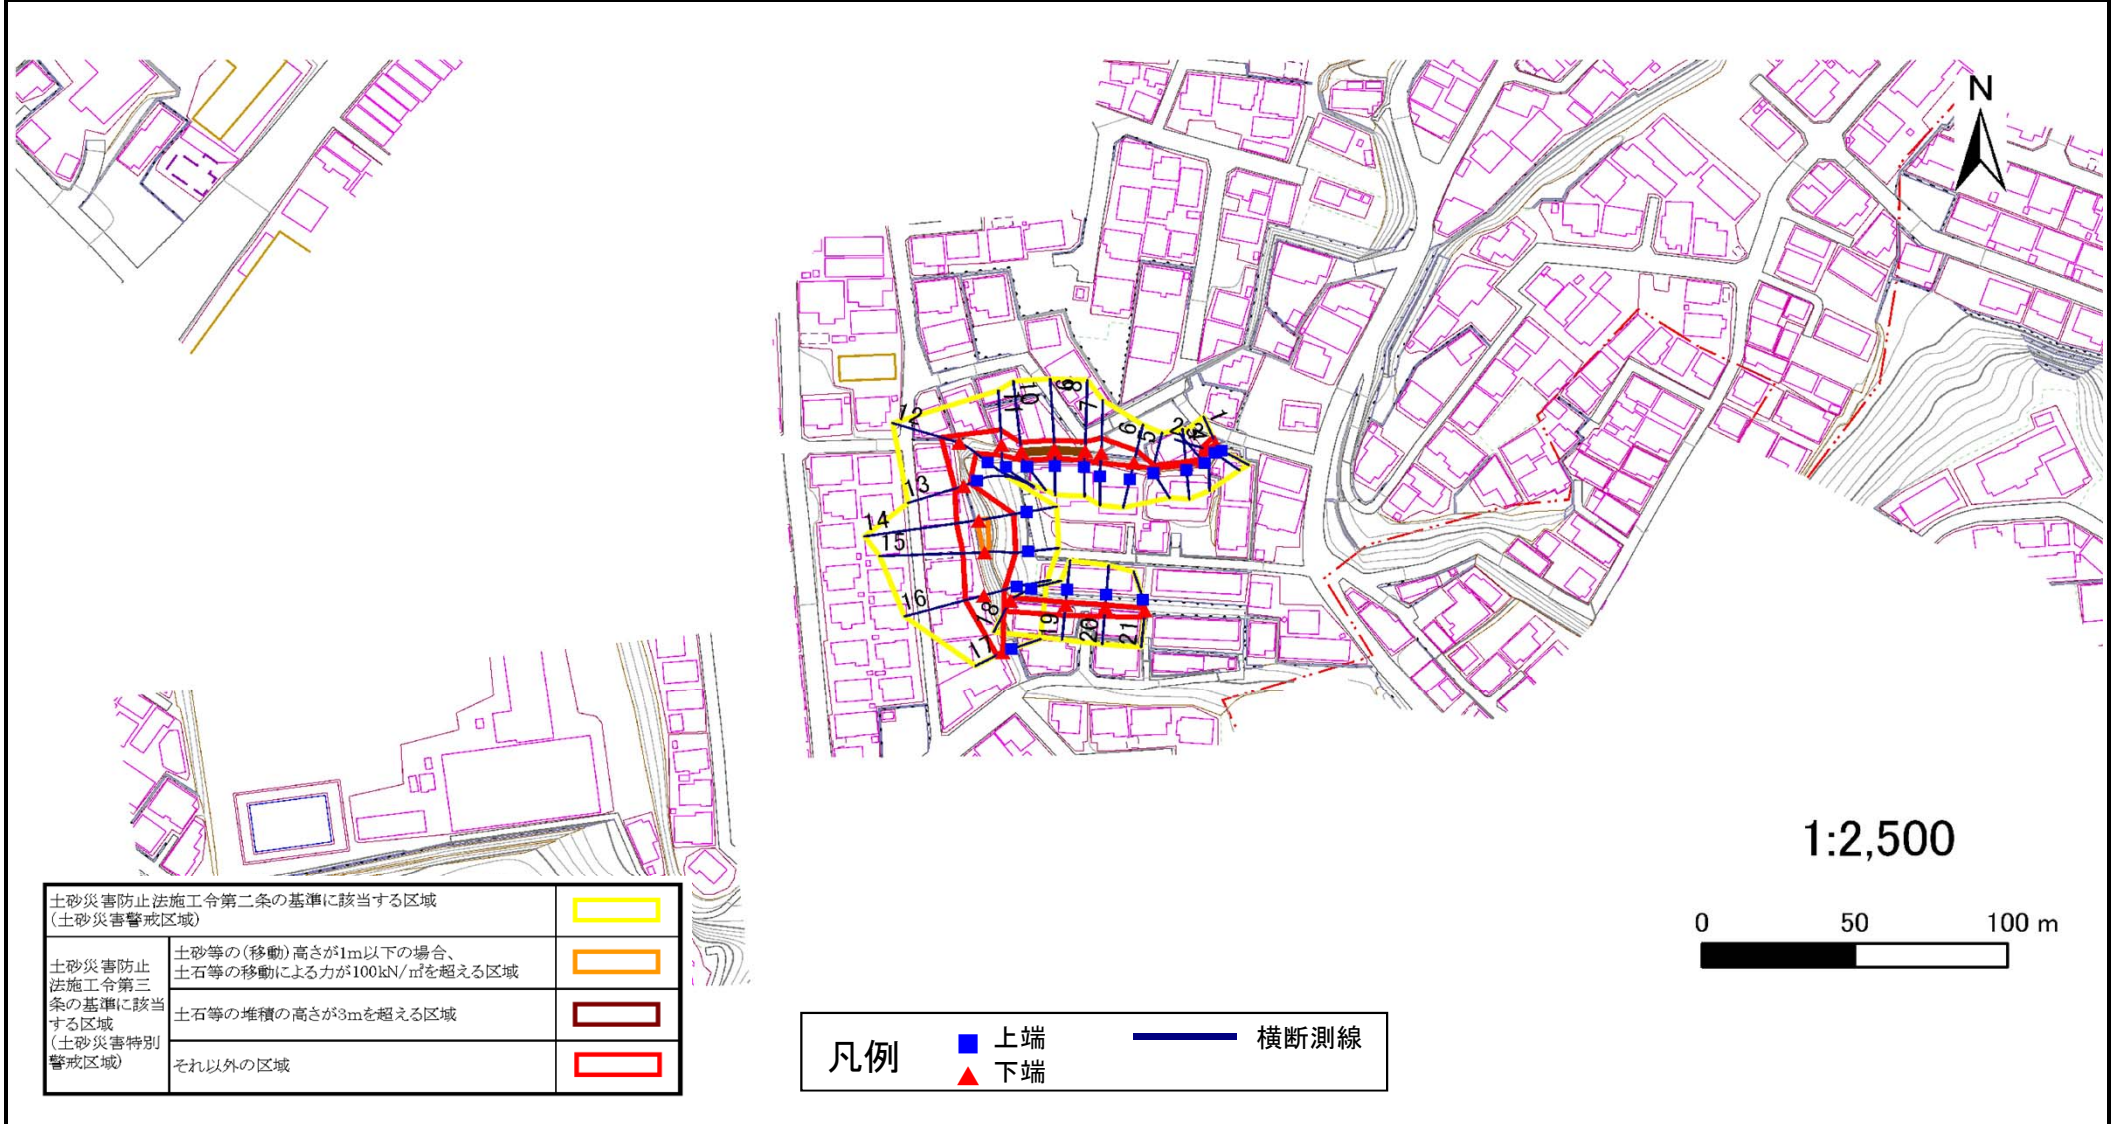 N
12
11
10
9
8
7
6
5
2
3
4
1
13
14
15
16
17
18
19
20
21
1:2,500
0 50 100 m
土砂災害防止法施工令第二条の基準に該当する区域
(土砂災害警戒区域)
土砂災害防止
法施工令第三
条の基準に該当
する区域
(土砂災害特別
警戒区域)
土砂等の(移動)高さが1m以下の場合、
土石等の移動による力が100kN/㎡を超える区域
土石等の堆積の高さが3mを超える区域
それ以外の区域
凡例
上端
下端
横断測線